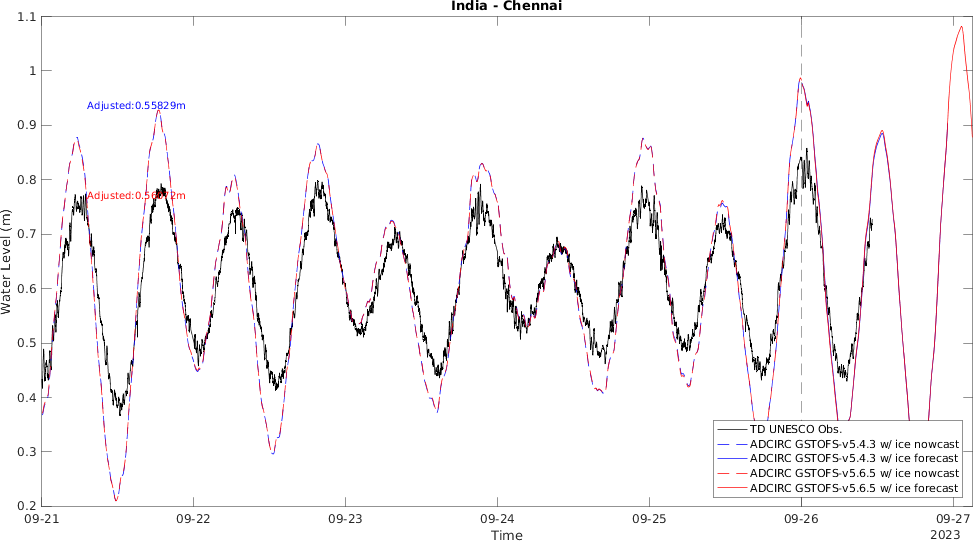 India - Chennai
1.1
1
0.9
0.8
0.7
0.6
0.5
0.4
0.3
0.2
Water Level (m)
Adjusted:0.55829m
TD UNESCO Obs.
ADCIRC GSTOFS-v5.4.3 w/ ice nowcast
ADCIRC GSTOFS-v5.4.3 w/ ice forecast
ADCIRC GSTOFS-v5.6.5 w/ ice nowcast
ADCIRC GSTOFS-v5.6.5 w/ ice forecast
09-21 09-22 09-23 09-24 09-25 09-26 09-27
Time
2023